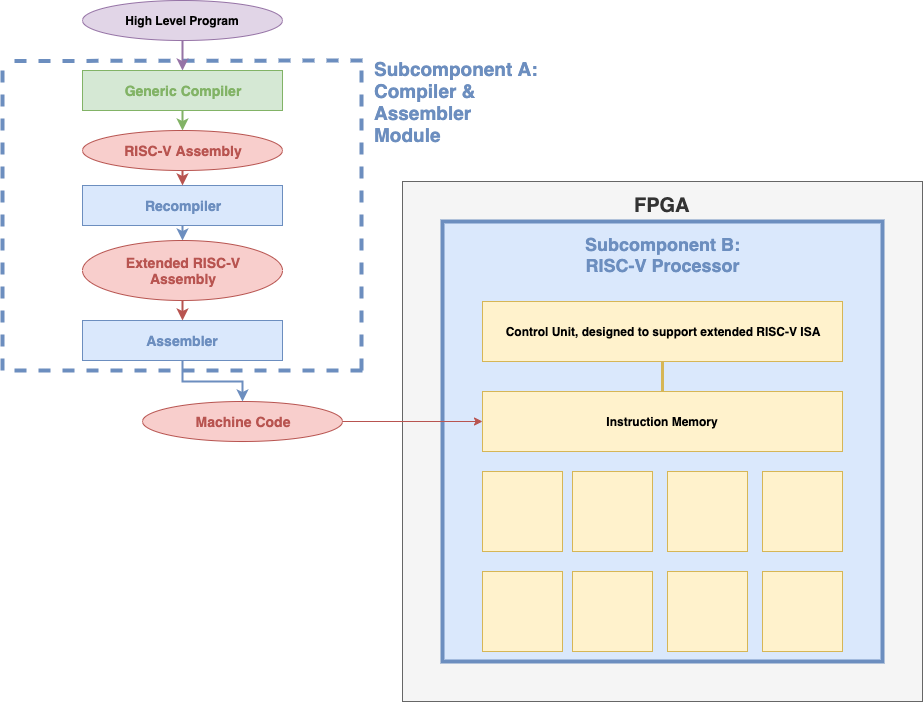 High Level Program
Subcomponent A:
Compiler &
Assembler
Module
Generic Compiler
RISC-V Assembly
Recompiler
Extended RISC-V
Assembly
Assembler
Machine Code
FPGA
Subcomponent B:
RISC-V Processor
Control Unit, designed to support extended RISC-V ISA
Instruction Memory